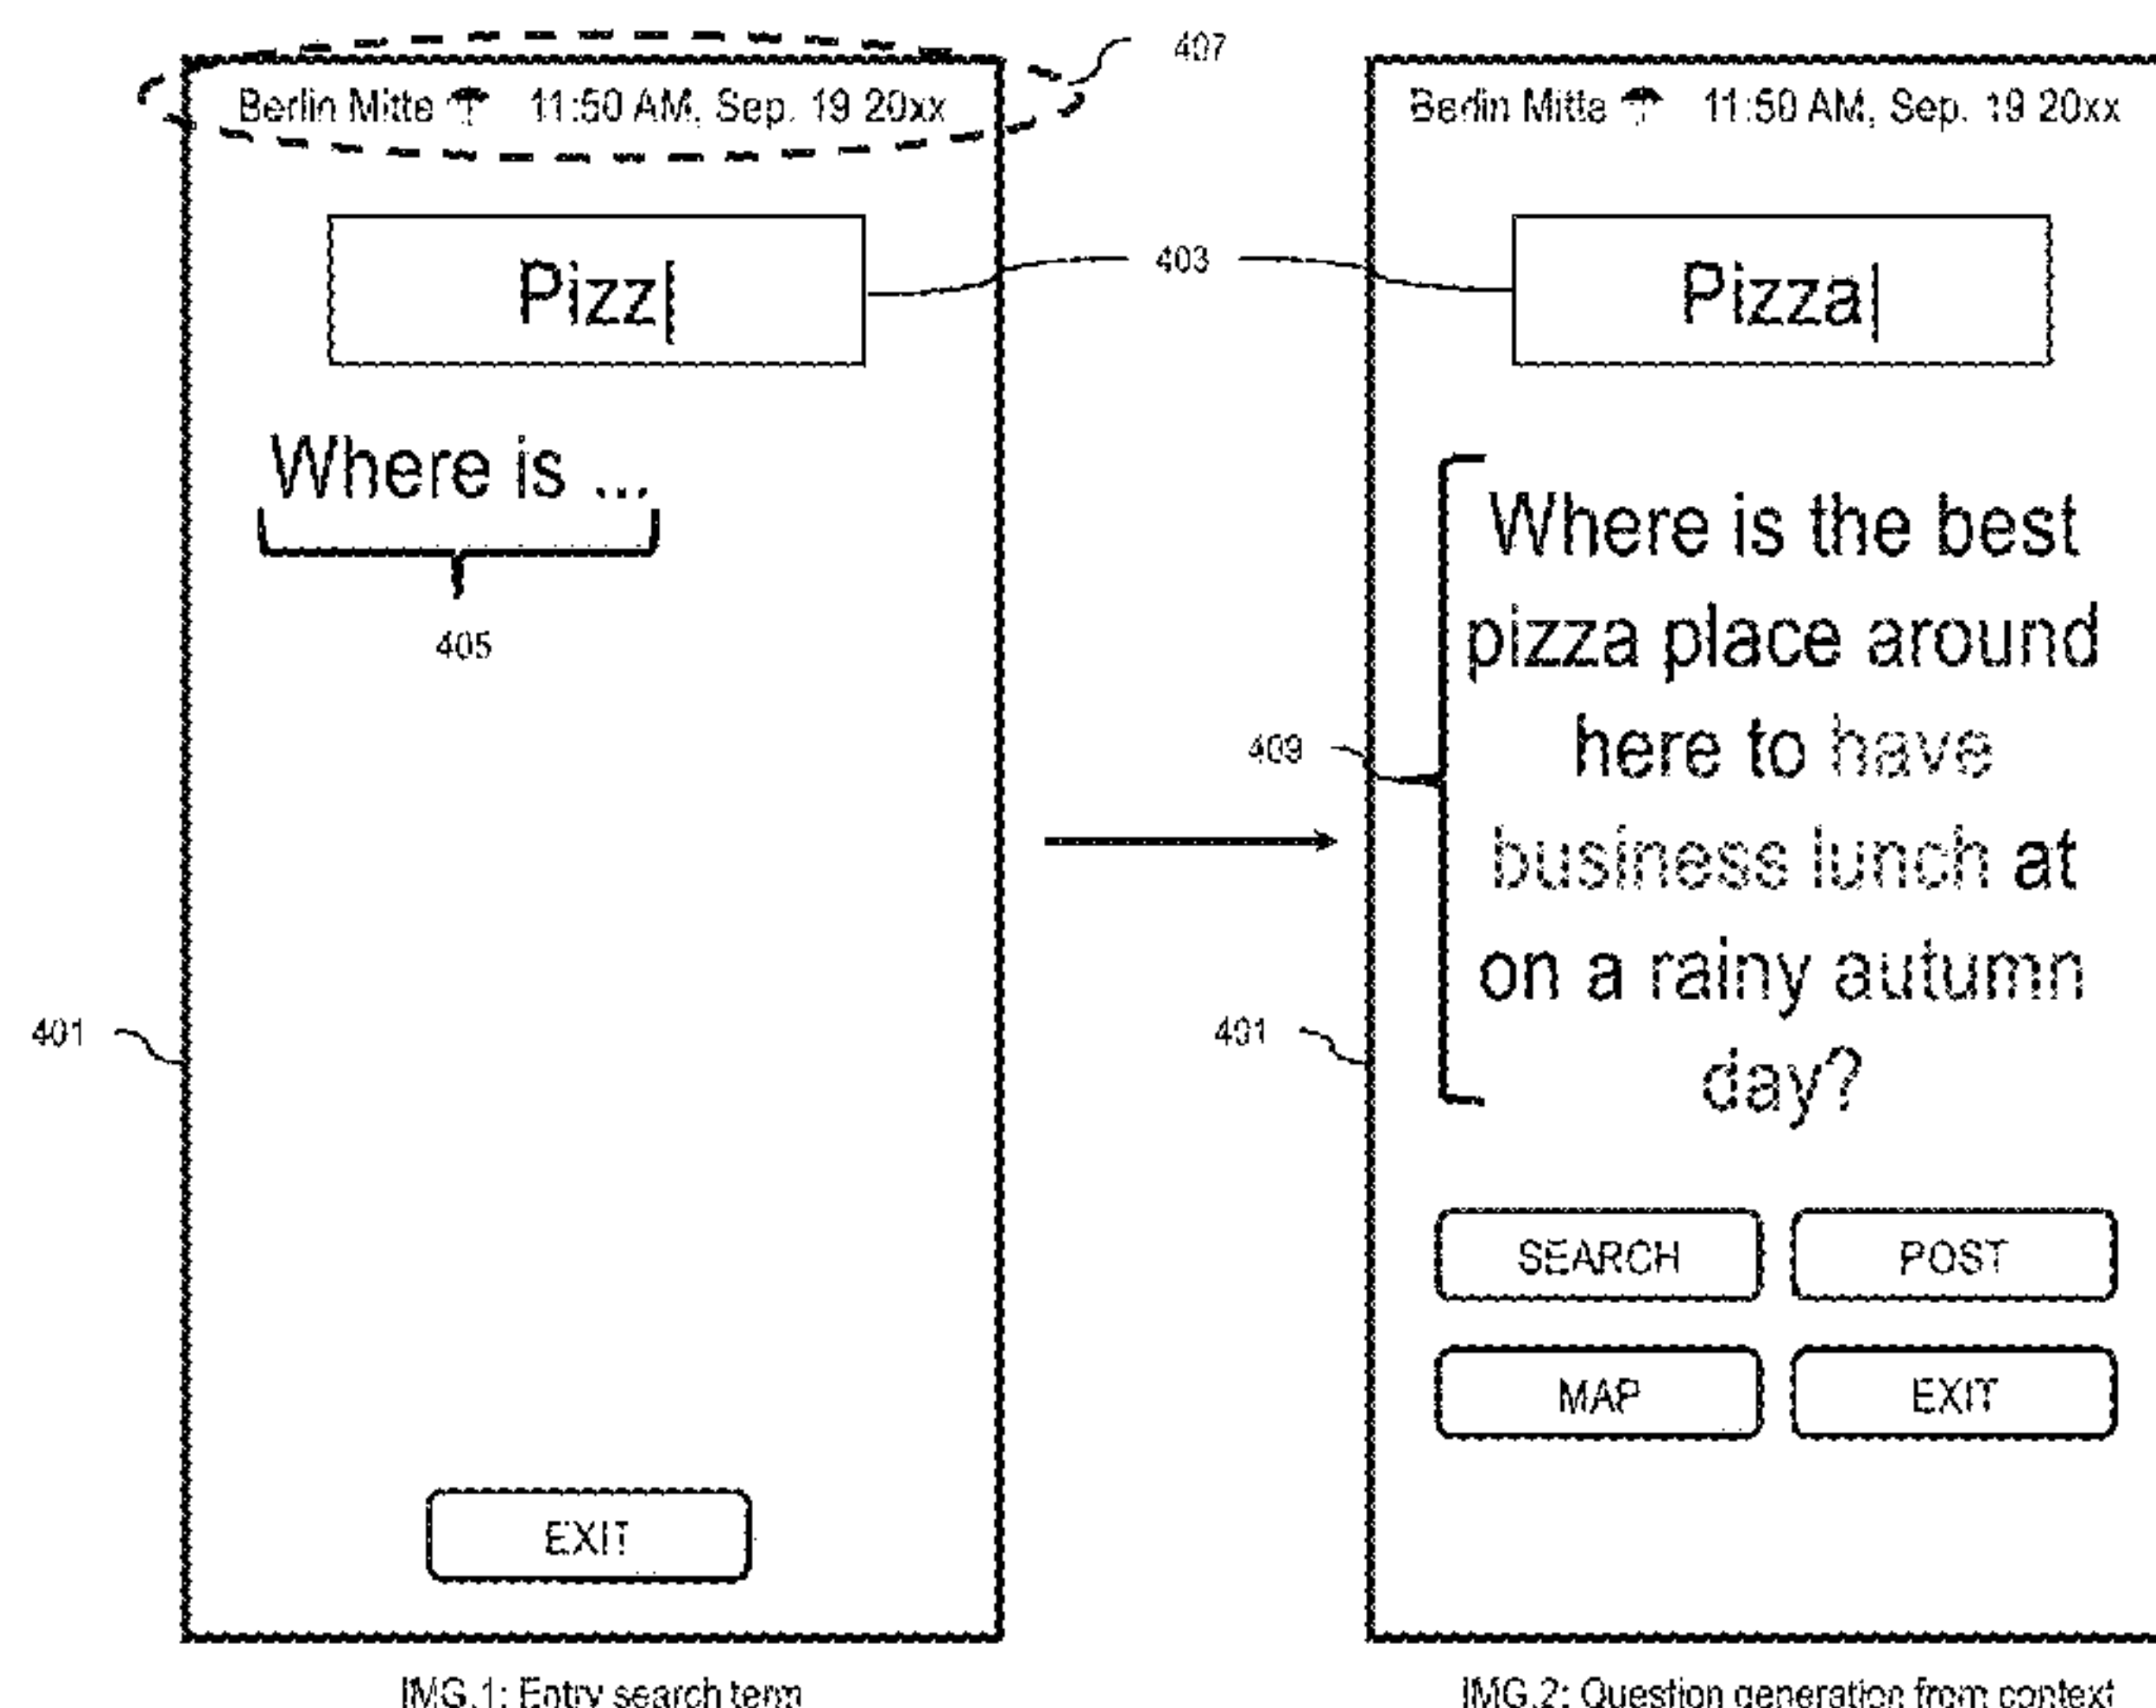 407
Berlin Mitte 11:50 AM, Sep. 19 20xx
Pizz
403
Where is ...
405
401
EXIT
IMG.1: Entry search term
Berlin Mitte 11:50 AM, Sep. 19 20xx
Pizza
409
Where is the best
pizza place around
here to have
business lunch at
on a rainy autumn
day?
401
SEARCH
POST
MAP
EXIT
IMG.2: Question generation from context